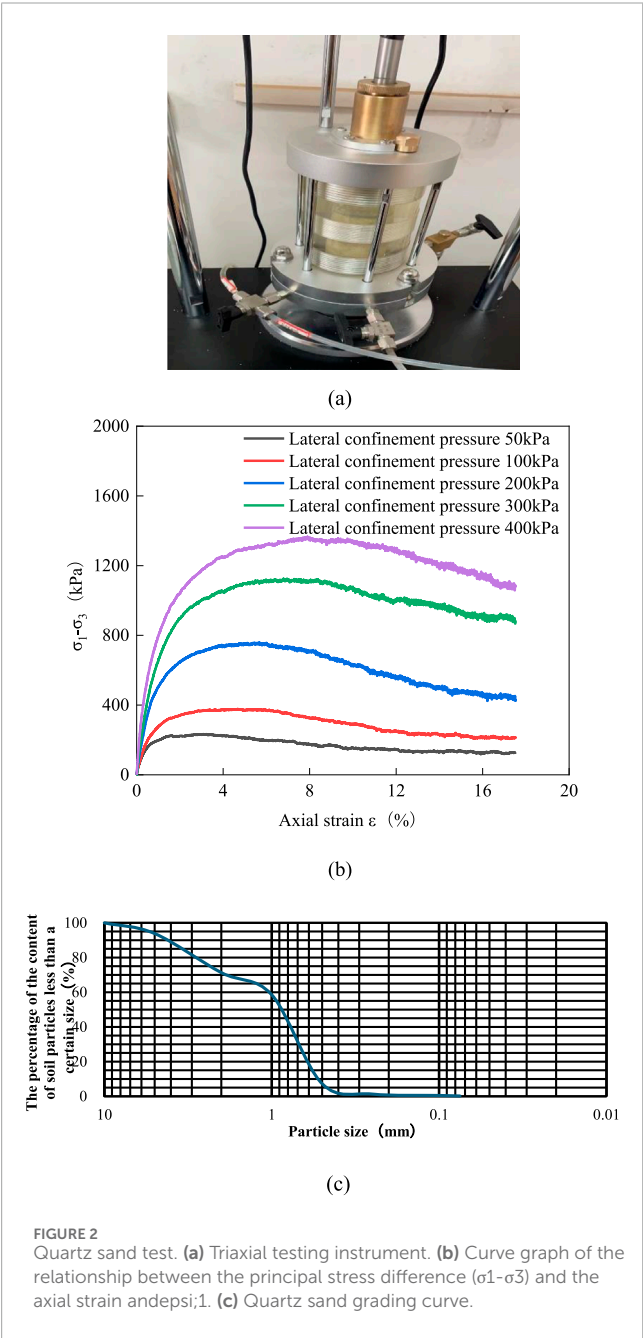 (a)
2000
1600
1200
800
400
0
σ1-σ3 (kPa)
Lateral confinement pressure 50kPa
Lateral confinement pressure 100kPa
Lateral confinement pressure 200kPa
Lateral confinement pressure 300kPa
Lateral confinement pressure 400kPa
0 4 8 12 16 20
Axial strain ε (%)
(b)
The percentage of the content
of soil particles less than a
certain size (%)
100
80
60
40
20
0
10 1 0.1 0.01
Particle size (mm)
(c)
FIGURE 2
Quartz sand test. (a) Triaxial testing instrument. (b) Curve graph of the
relationship between the principal stress difference (σ1-σ3) and the
axial strain andepsi;1. (c) Quartz sand grading curve.